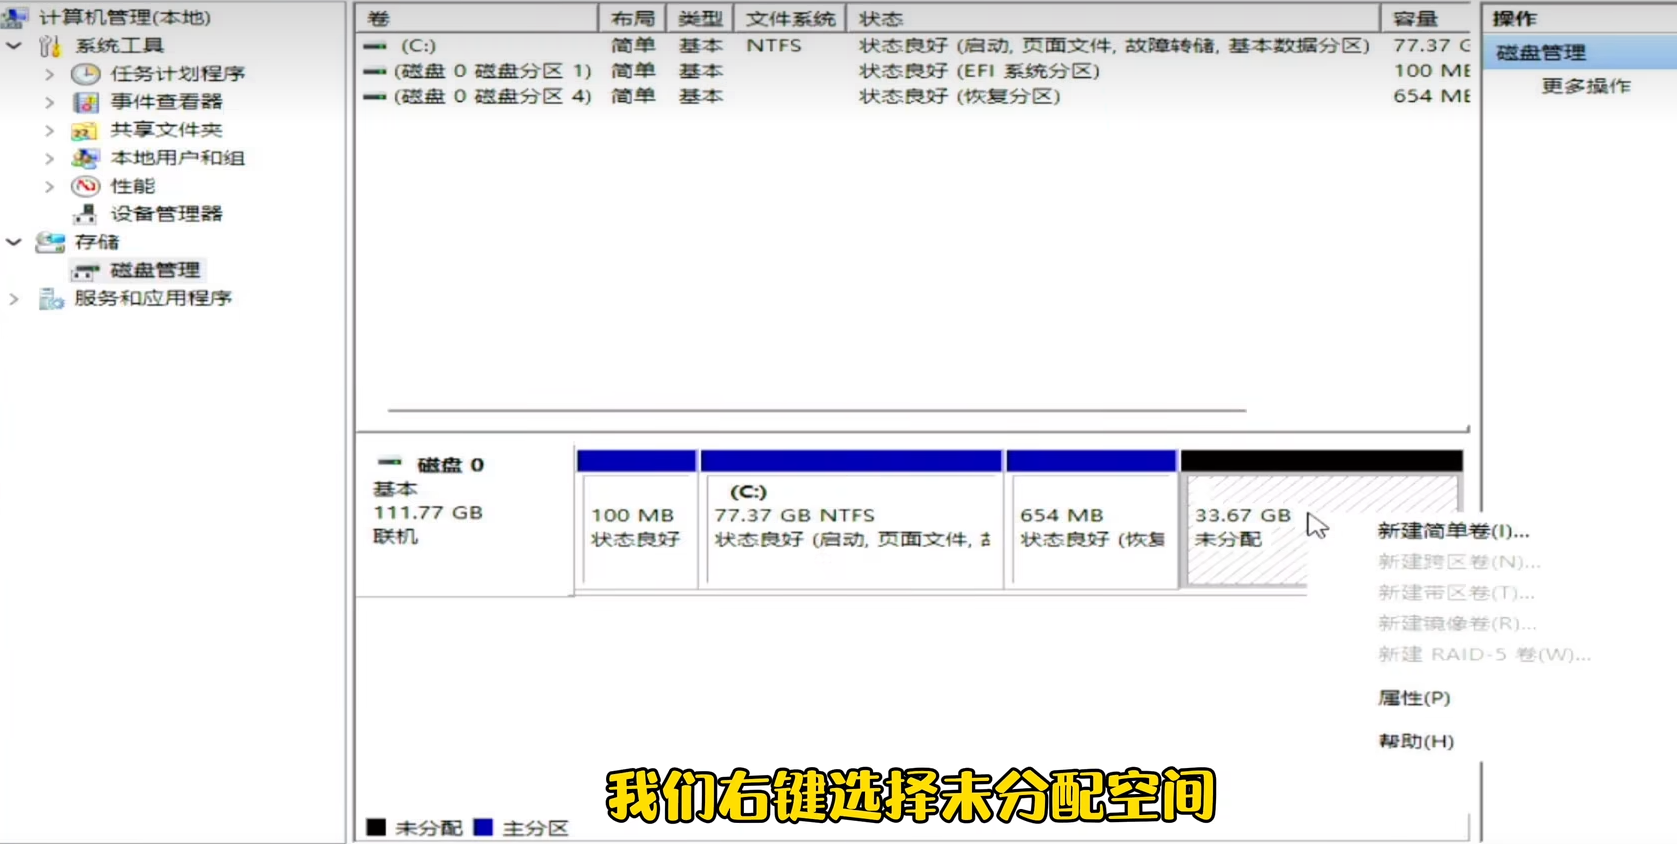 计算机管理(本地)
系统工具
任务计划程序
事件查看器
共享文件夹
本地用户和组
性能
设备管理器
存储
磁盘管理
服务和应用程序
卷 布局 类型 文件系统 状态 容量
(C:) 简单 基本 NTFS 状态良好 (启动, 页面文件, 故障转储, 基本数据分区) 77.37 G
(磁盘 0 磁盘分区 1) 简单 基本 状态良好 (EFI 系统分区) 100 MB
(磁盘 0 磁盘分区 4) 简单 基本 状态良好 (恢复分区) 654 MB
操作
磁盘管理
更多操作
磁盘 0
基本
111.77 GB
联机
100 MB
状态良好
(C:)
77.37 GB NTFS
状态良好 (启动, 页面文件,
654 MB
状态良好 (恢复
33.67 GB
未分配
新建简单卷(I)...
新建跨区卷(N)...
新建带区卷(T)...
新建镜像卷(R)...
新建 RAID-5 卷(W)...
属性(P)
帮助(H)
我们右键选择未分配空间
未分配 主分区